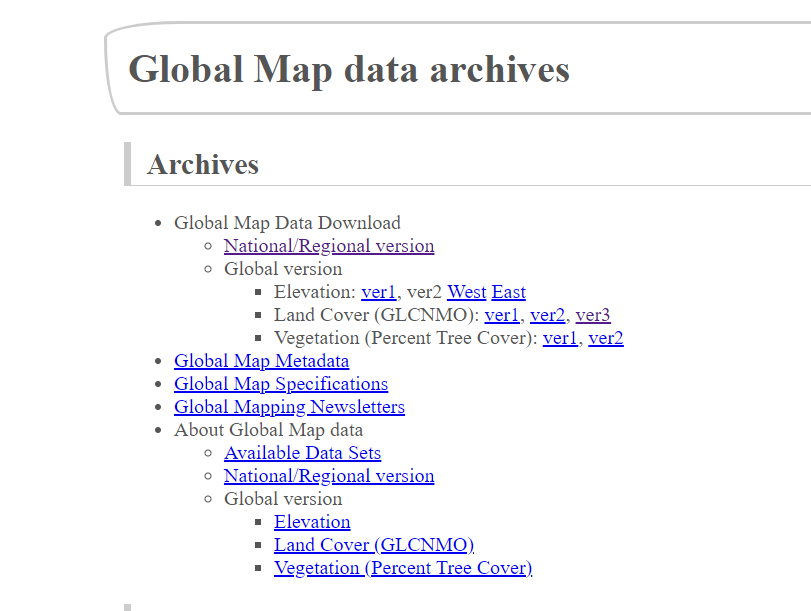 Global Map data archives
Archives
Global Map Data Download
National/Regional version
Global version
Elevation: ver1, ver2 West East
Land Cover (GLCNMO): ver1, ver2, ver3
Vegetation (Percent Tree Cover): ver1, ver2
Global Map Metadata
Global Map Specifications
Global Mapping Newsletters
About Global Map data
Available Data Sets
National/Regional version
Global version
Elevation
Land Cover (GLCNMO)
Vegetation (Percent Tree Cover)